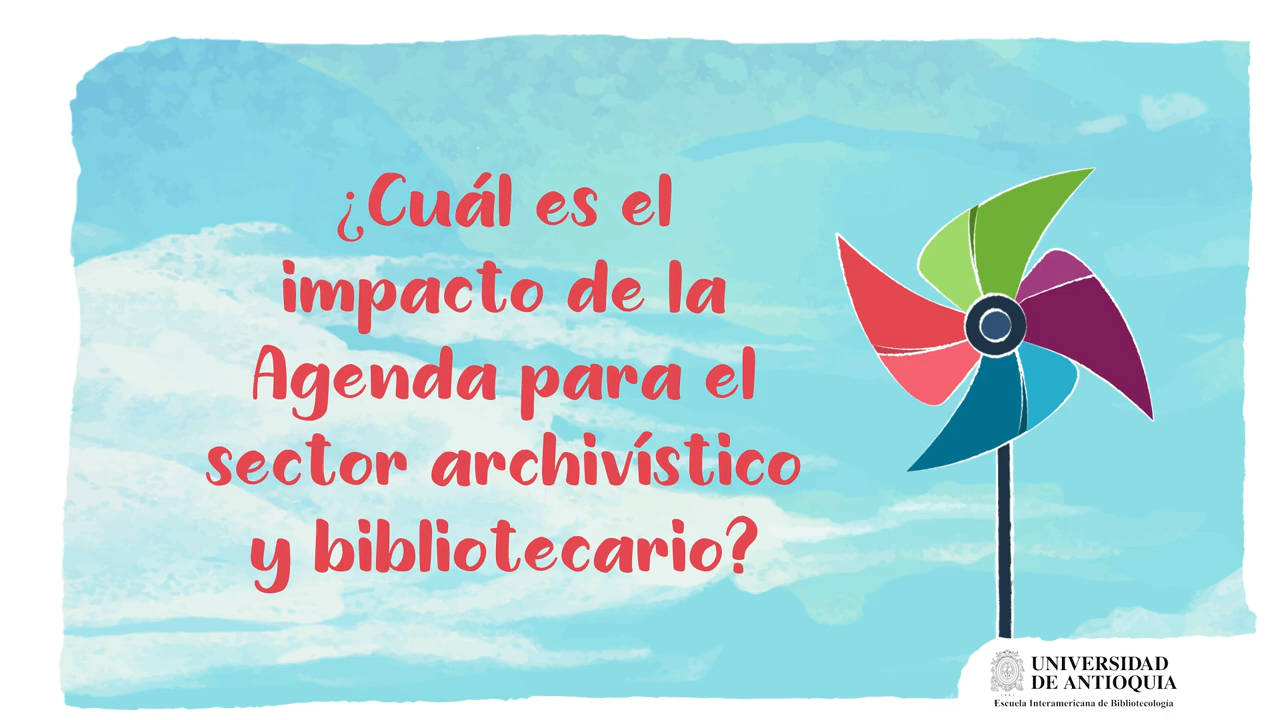 ¿Cuál es el
impacto de la
Agenda para el
sector archivístico
y bibliotecario?
UNIVERSIDAD
DE ANTIOQUIA
Escuela Interamericana de Bibliotecología